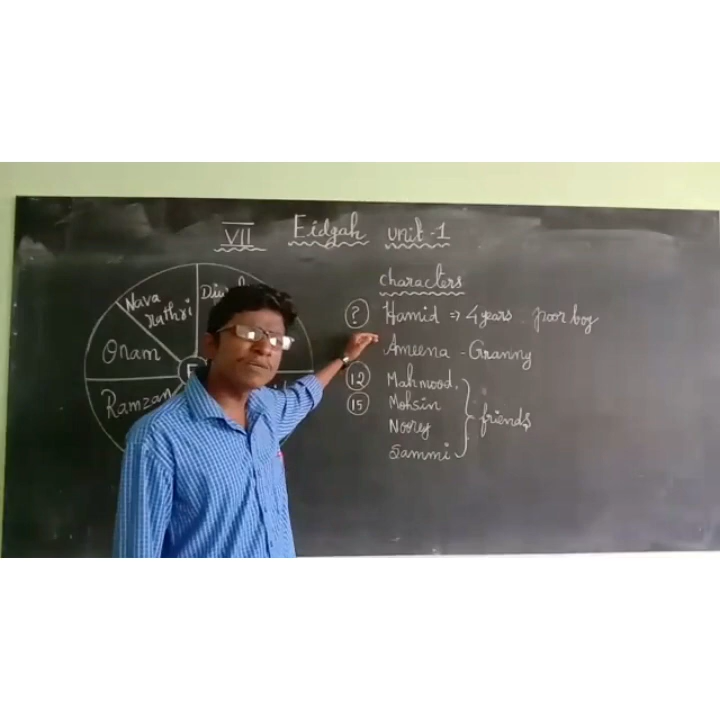 VII Eidgah unit-1
characters
? Hamid ⇒ 4 years poor boy
Ameena - Granny
12 Mahmood
15 Mohsin
Noorey
Sammi
friends
Nava
Rathri
Onam
Ramzan